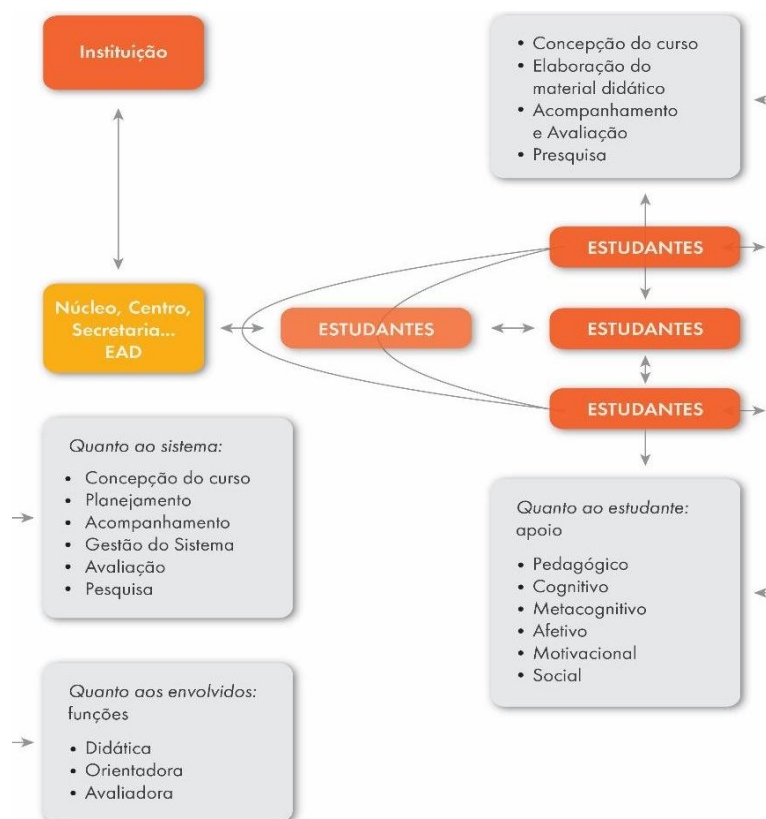 Instituição
• Concepção do curso
• Elaboração do
material didático
• Acompanhamento
e Avaliação
• Presquisa
ESTUDANTES
Núcleo, Centro,
Secretaria...
EAD
ESTUDANTES
ESTUDANTES
ESTUDANTES
Quanto ao sistema:
• Concepção do curso
• Planejamento
• Acompanhamento
• Gestão do Sistema
• Avaliação
• Pesquisa
Quanto ao estudante:
apoio
• Pedagógico
• Cognitivo
• Metacognitivo
• Afetivo
• Motivacional
• Social
Quanto aos envolvidos:
funções
• Didática
• Orientadora
• Avaliadora